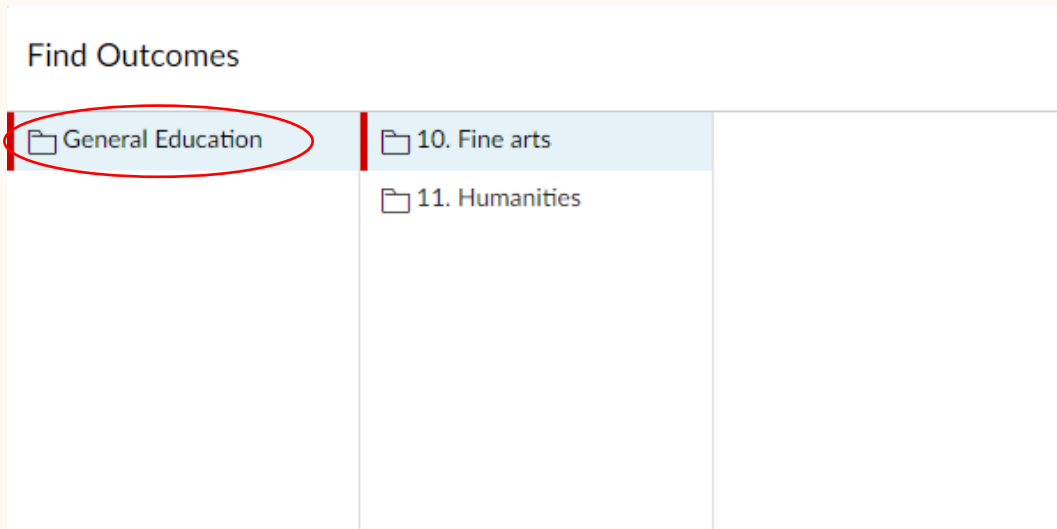 Find Outcomes
General Education
10. Fine arts
11. Humanities